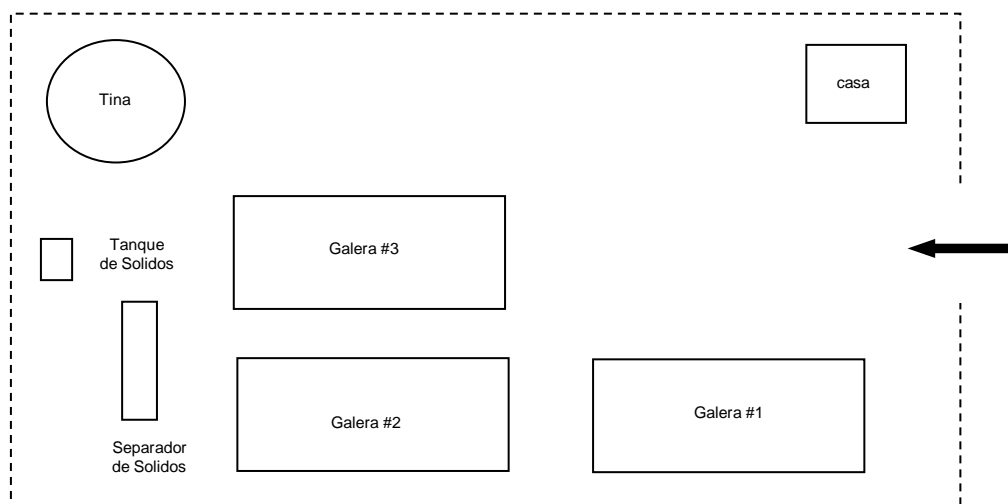 Tina
casa
Tanque
de Solidos
Galera #3
Galera #2
Galera #1
Separador
de Solidos